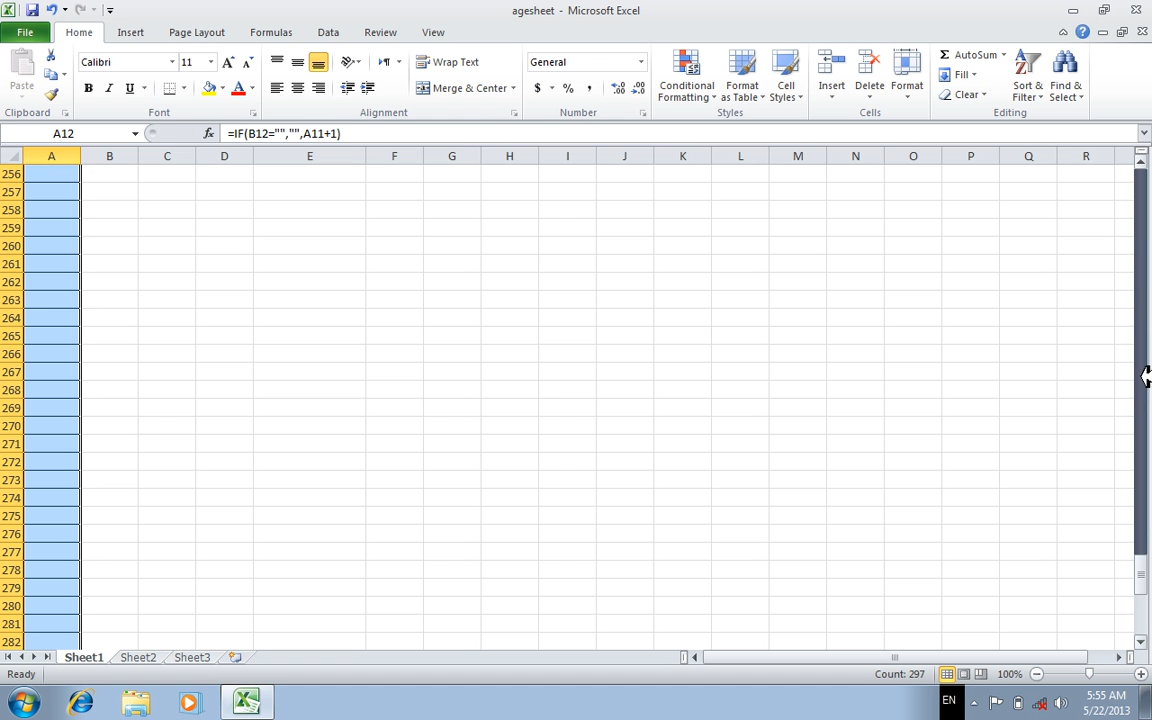 agesheet - Microsoft Excel
File Home Insert Page Layout Formulas Data Review View
Paste
Clipboard
Calibri 11
B I U A
Font
Wrap Text
Merge & Center
Alignment
General
$ % ,
Number
Conditional Formatting
Format as Table
Cell Styles
Styles
Insert Delete Format
Cells
Σ AutoSum
Fill
Clear
Sort & Filter
Find & Select
Editing
A12 fx =IF(B12="","",A11+1)
A B C D E F G H I J K L M N O P Q R
256
257
258
259
260
261
262
263
264
265
266
267
268
269
270
271
272
273
274
275
276
277
278
279
280
281
282
Sheet1 Sheet2 Sheet3
Ready Count: 297 100%
EN 5:55 AM
5/22/2013